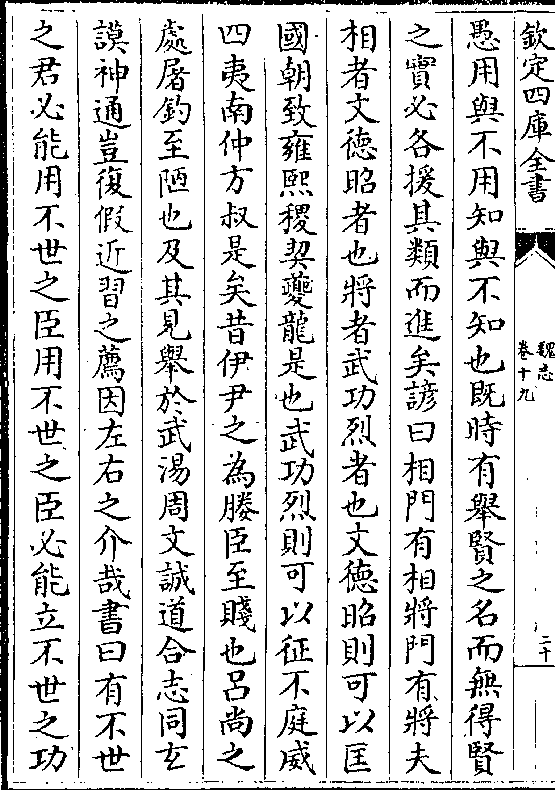 欽定四庫全書
魏志
卷十九
二十
愚用與不用知與不知也既時有舉賢之名而無得賢
之實必各援其類而進矣諺曰相門有相將門有將夫
相者文德昭者也將者武功烈者也文德昭則可以匡
國朝致雍熙稷契夔龍是也武功烈則可以征不庭威
四夷南仲方叔是矣昔伊尹之為媵臣至賤也呂尚之
處屠釣至陋也及其見舉於武湯周文誠道合志同玄
謨神通豈復假近習之薦因左右之介哉書曰有不世
之君必能用不世之臣用不世之臣必能立不世之功